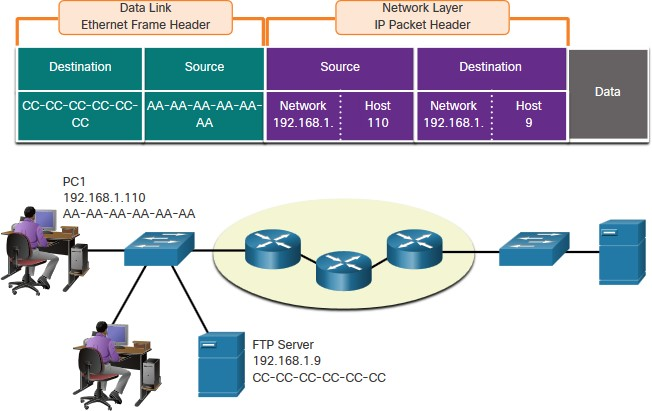 Data Link
Ethernet Frame Header
Network Layer
IP Packet Header
Destination
Source
Source
Destination
Data
CC-CC-CC-CC-CC-
CC
AA-AA-AA-AA-AA-
AA
Network
192.168.1.
Host
110
Network
192.168.1.
Host
9
PC1
192.168.1.110
AA-AA-AA-AA-AA-AA
FTP Server
192.168.1.9
CC-CC-CC-CC-CC-CC